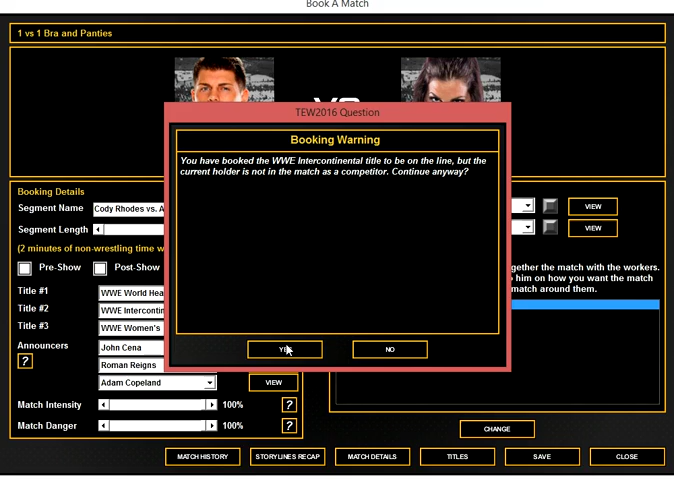 Book A Match
1 vs 1 Bra and Panties
VS
TEW2016 Question
Booking Warning
You have booked the WWE Intercontinental title to be on the line, but the
current holder is not in the match as a competitor. Continue anyway?
YES
NO
Booking Details
Segment Name
Cody Rhodes vs. A
VIEW
Segment Length
VIEW
(2 minutes of non-wrestling time w
Pre-Show
Post-Show
gether the match with the workers.
him on how you want the match
match around them.
Title #1
WWE World Hea
Title #2
WWE Intercontin
Title #3
WWE Women's
Announcers
John Cena
?
Roman Reigns
Adam Copeland
VIEW
Match Intensity
100%
?
Match Danger
100%
?
CHANGE
MATCH HISTORY
STORYLINES RECAP
MATCH DETAILS
TITLES
SAVE
CLOSE